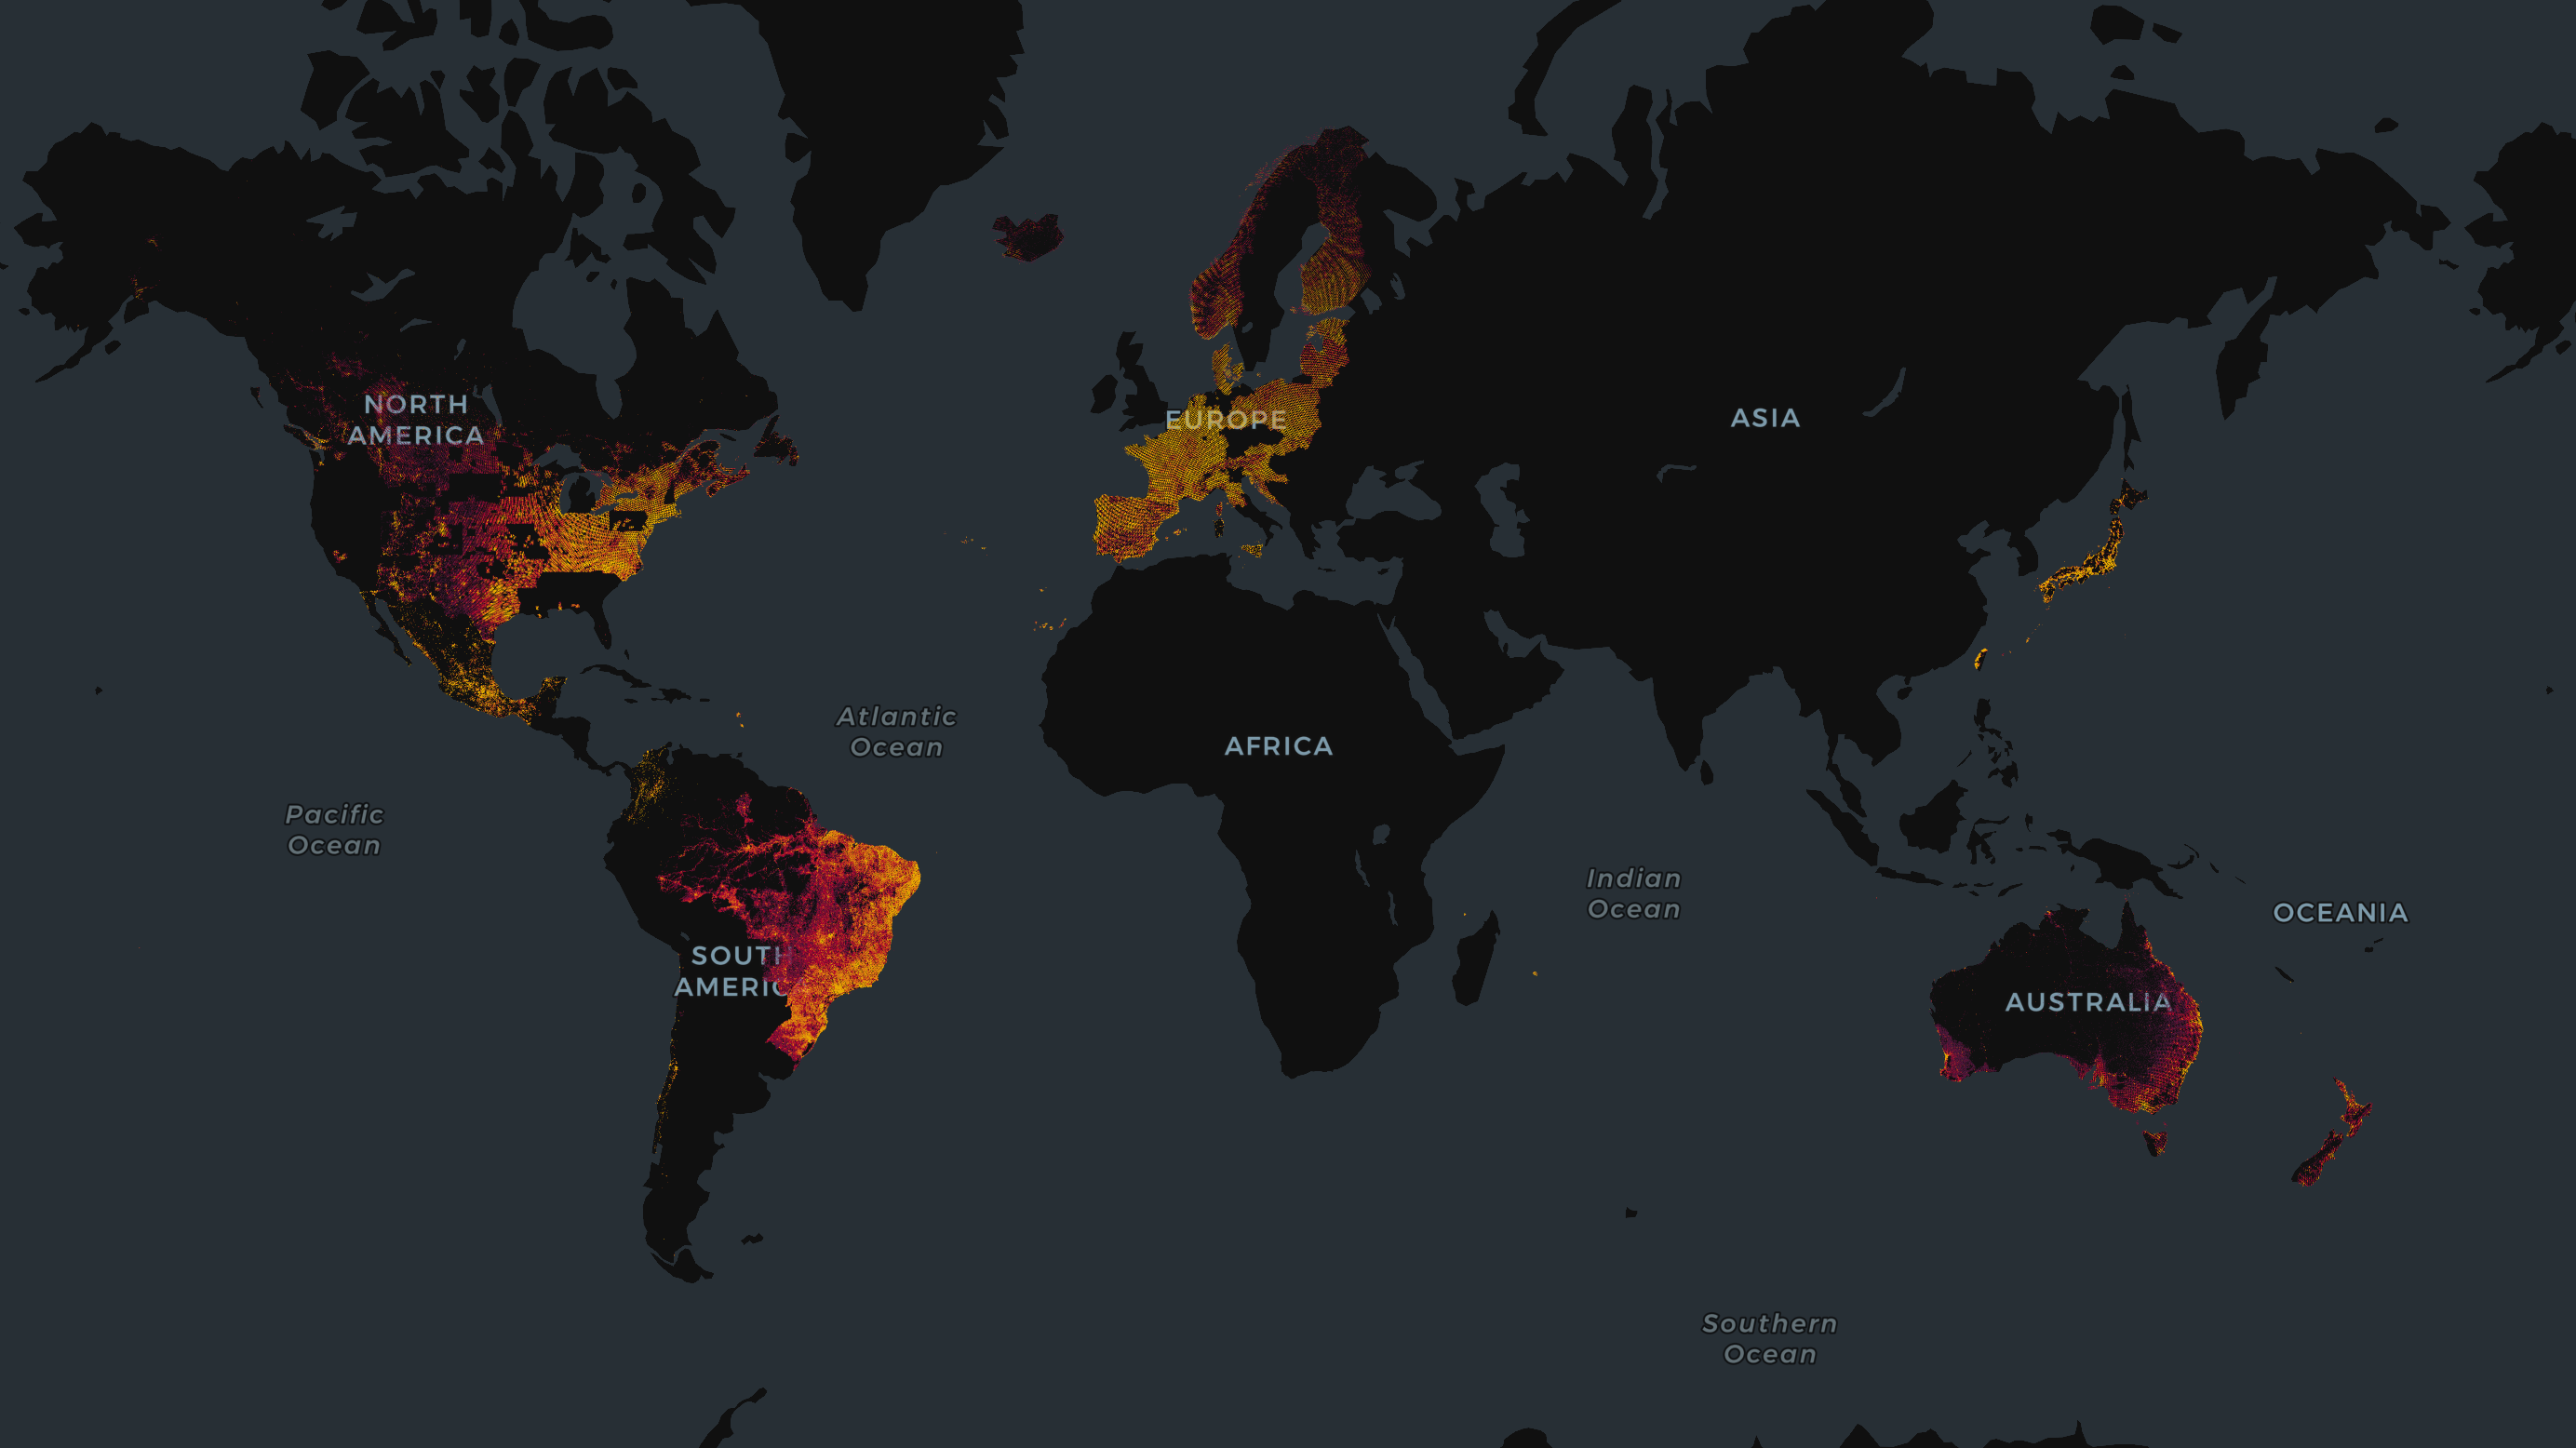 NORTH
AMERICA
EUROPE
ASIA
Atlantic
Ocean
AFRICA
Pacific
Ocean
Indian
Ocean
OCEANIA
SOUTH
AMERIC
AUSTRALIA
Southern
Ocean